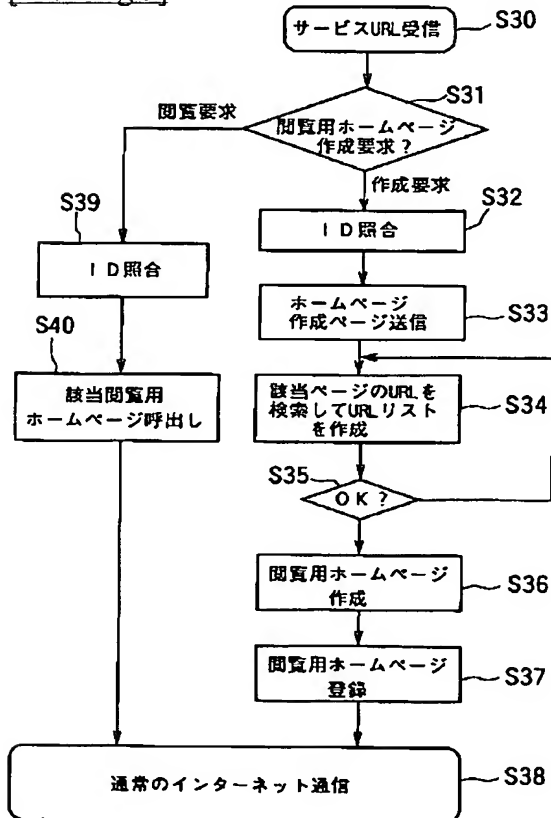 サービスURL受信
S30
S31
閲覧要求
閲覧用ホームページ
作成要求?
作成要求
S39
S32
ID照合
ID照合
ホームページ
作成ページ送信
S33
S40
該当閲覧用
ホームページ呼出し
該当ページのURLを
検索してURLリスト
を作成
S34
S35
OK?
閲覧用ホームページ
作成
S36
閲覧用ホームページ
登録
S37
通常のインターネット通信
S38